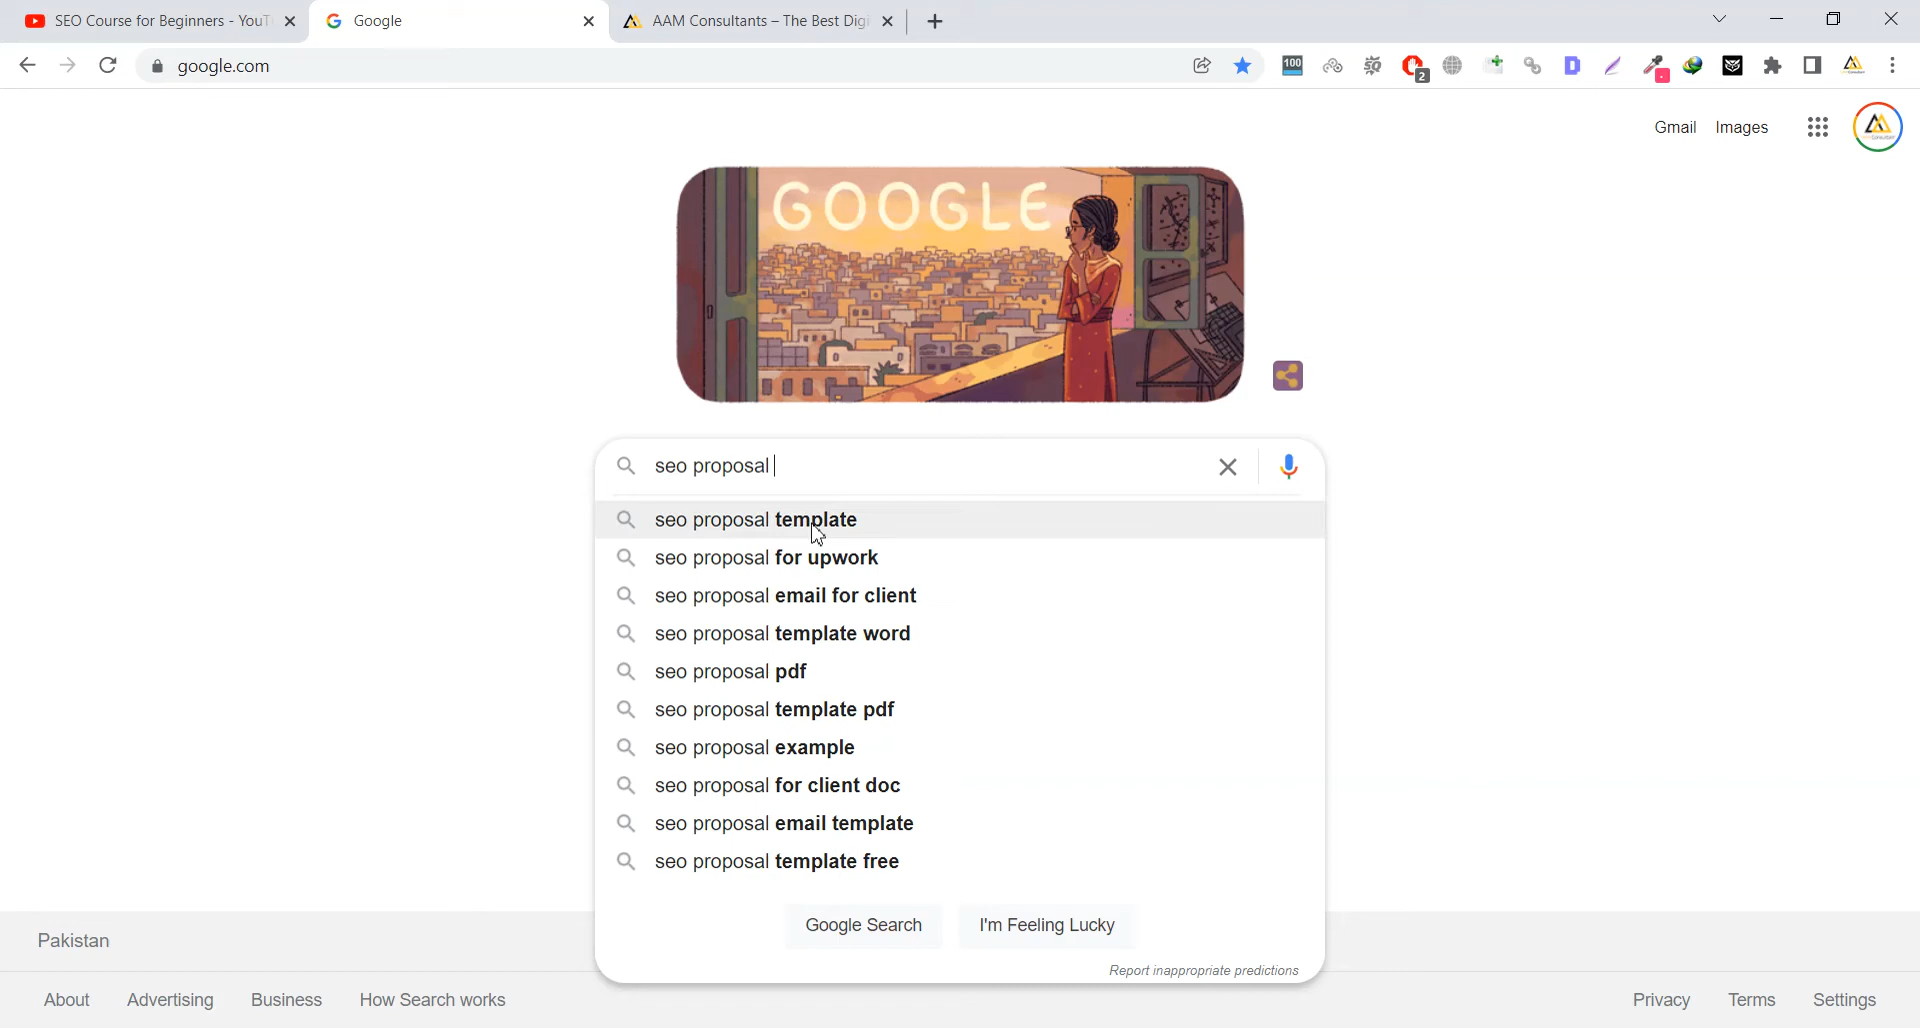 SEO Course for Beginners - YouT
Google
AAM Consultants – The Best Digi
google.com
100
2
Gmail
Images
GOOGLE
seo proposal
seo proposal template
seo proposal for upwork
seo proposal email for client
seo proposal template word
seo proposal pdf
seo proposal template pdf
seo proposal example
seo proposal for client doc
seo proposal email template
seo proposal template free
Google Search
I'm Feeling Lucky
Report inappropriate predictions
Pakistan
About
Advertising
Business
How Search works
Privacy
Terms
Settings